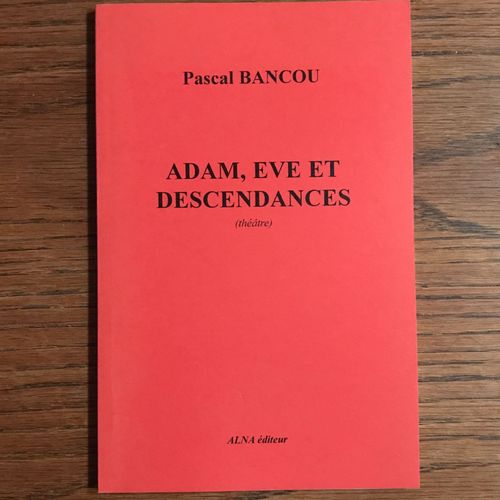 Pascal BANCOU
ADAM, EVE ET
DESCENDANCES
(théâtre)
ALNA éditeur